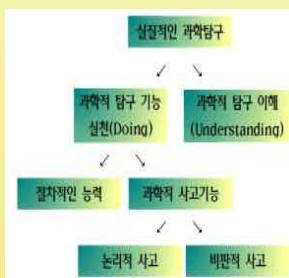 실질적인 과학탐구
과학적 탐구 기능
실천(Doing)
과학적 탐구 이해
(Understanding)
절차적인 능력
과학적 사고기능
논리적 사고
비판적 사고